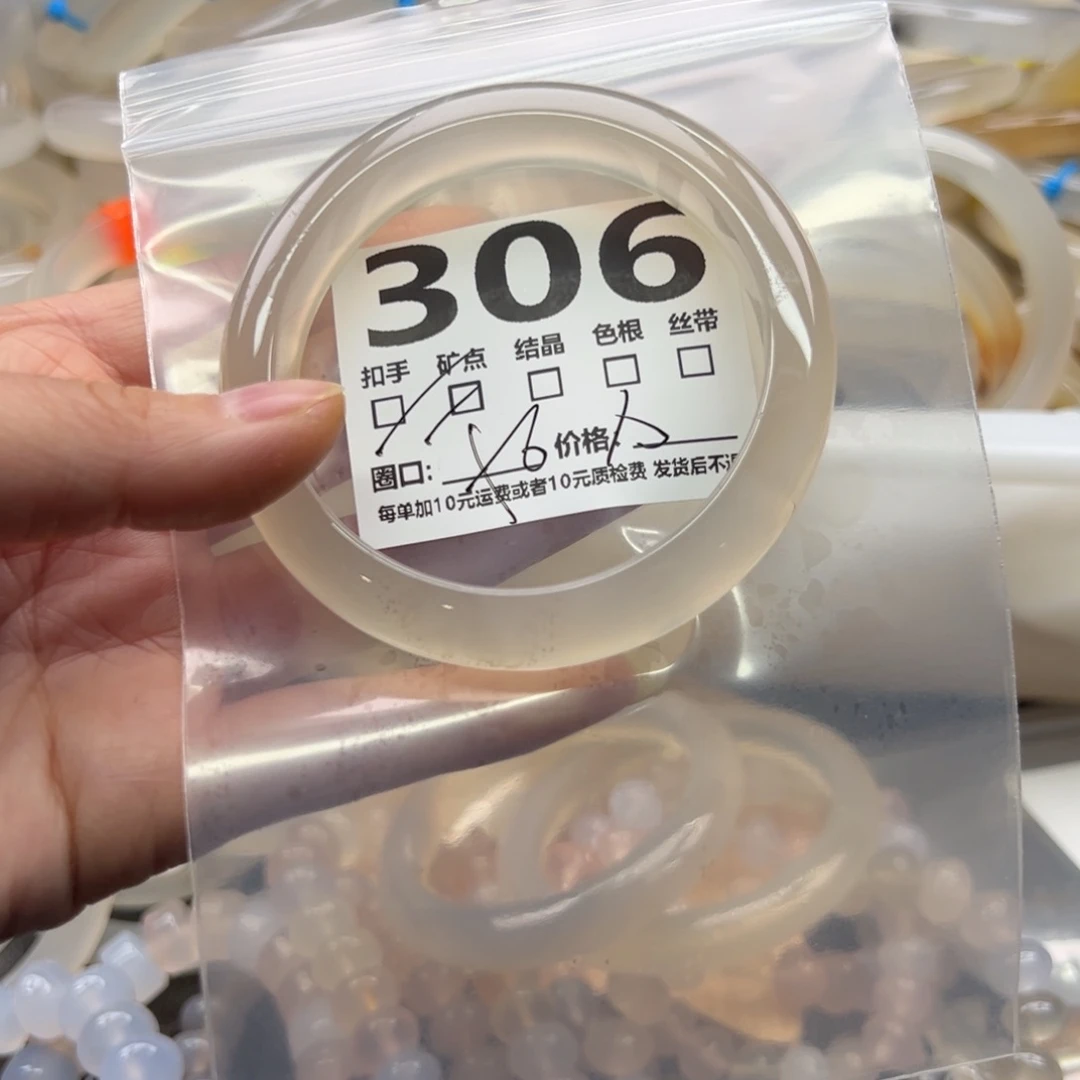 306
扣手 矿点 结晶 色根 丝带
圈口: 价格
每单加10元运费或者10元质检费 发货后不退